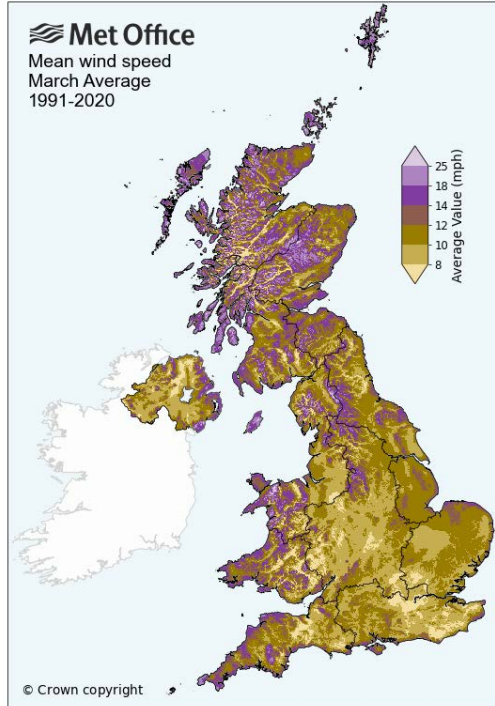 Met Office
Mean wind speed
March Average
1991-2020
25
18
14
12
10
8
Average Value (mph)
© Crown copyright